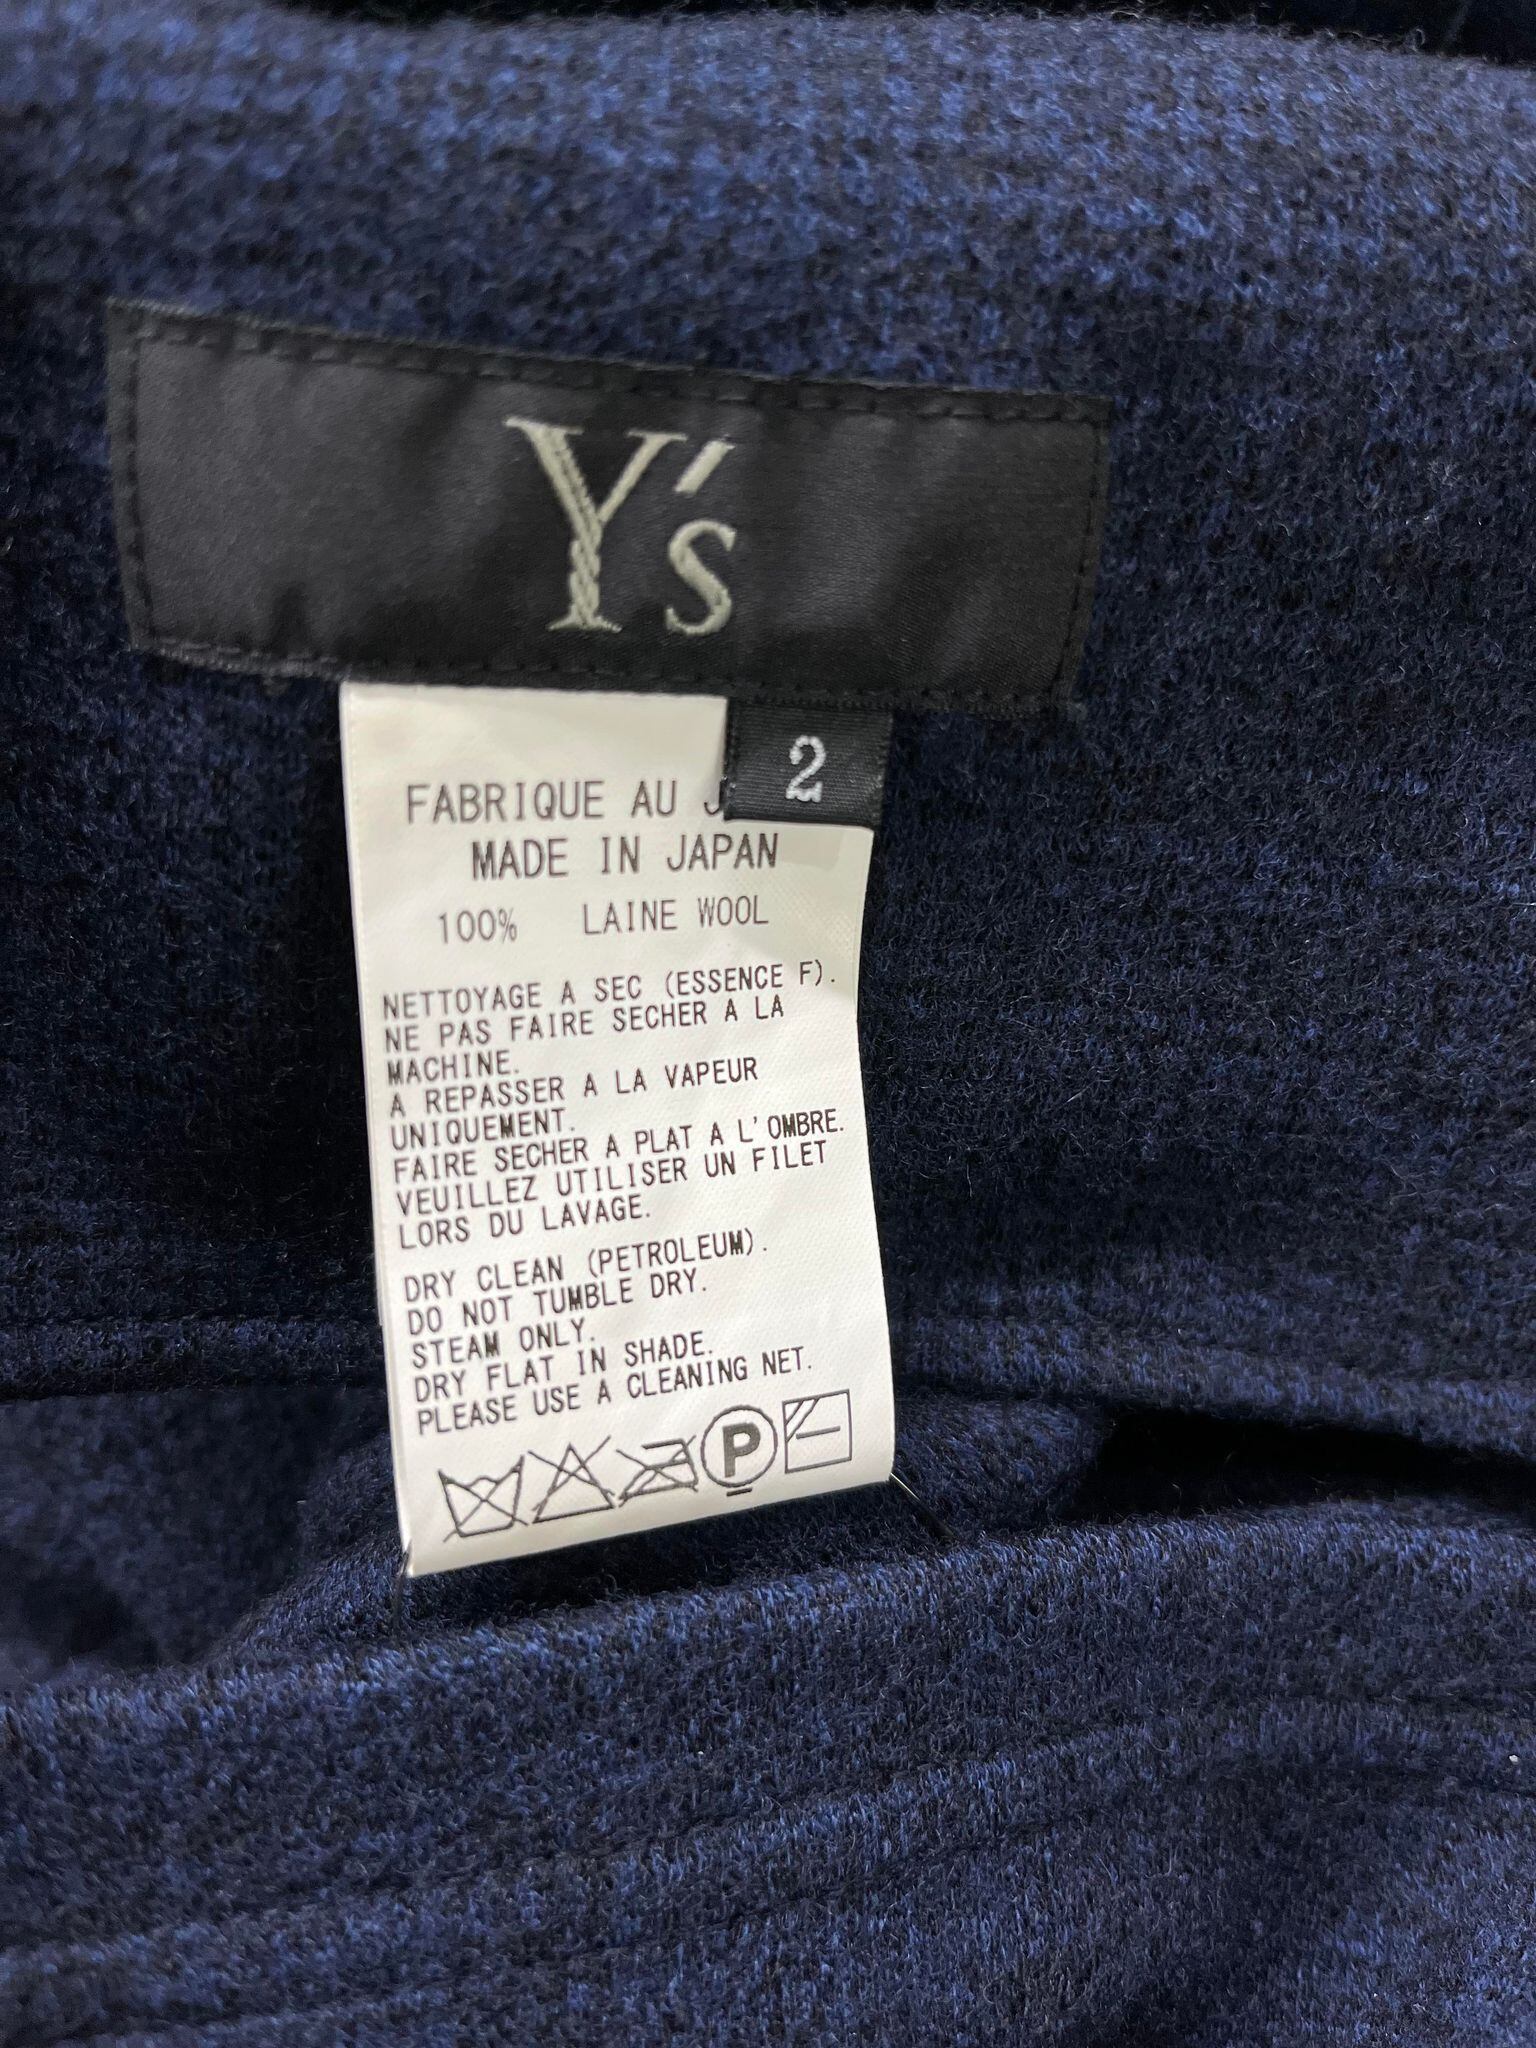 Y's
2
FABRIQUE AU
MADE IN JAPAN
100% LAINE WOOL
NETTOYAGE A SEC (ESSENCE F).
NE PAS FAIRE SECHER A LA
MACHINE.
A REPASSER A LA VAPEUR
UNIQUEMENT.
FAIRE SECHER A PLAT A L'OMBRE.
VEUILLEZ UTILISER UN FILET
LORS DU LAVAGE.
DRY CLEAN (PETROLEUM).
DO NOT TUMBLE DRY.
STEAM ONLY.
DRY FLAT IN SHADE.
PLEASE USE A CLEANING NET.
P